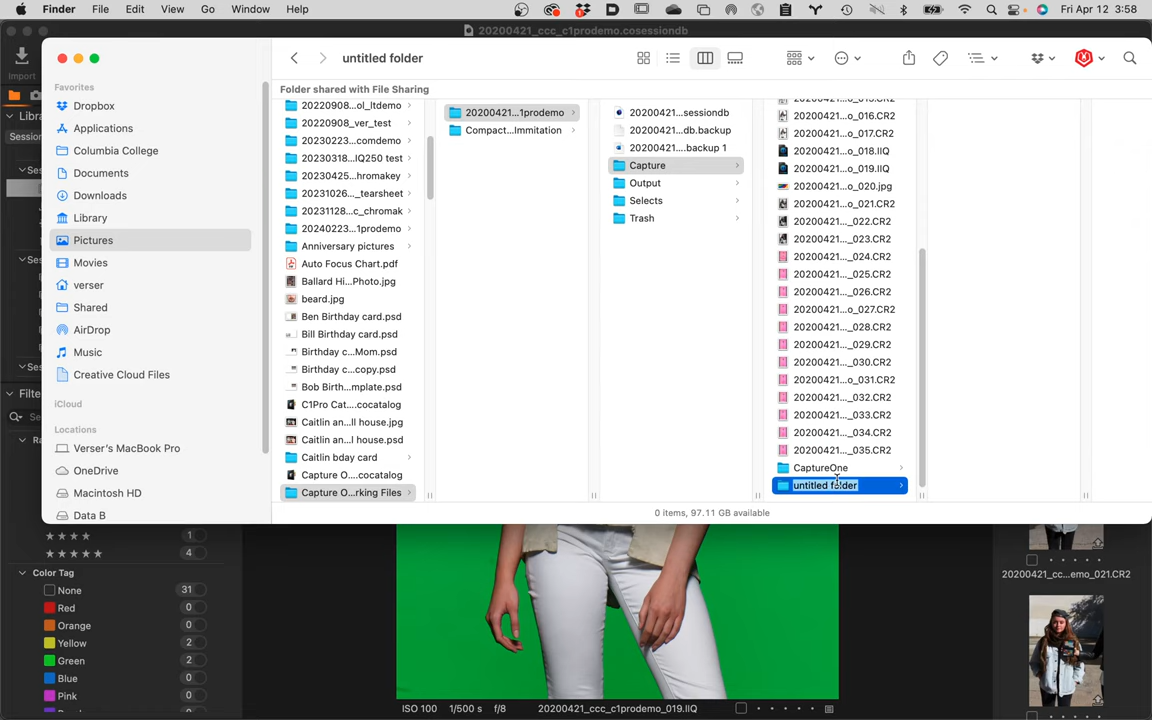 Finder File Edit View Go Window Help Fri Apr 12 3:58
20200421_ccc_c1prodemo.cosessiondb
Import
untitled folder
Folder shared with File Sharing
Favorites
Dropbox
Applications
Columbia College
Documents
Downloads
Library
Pictures
Movies
verser
Shared
AirDrop
Music
Creative Cloud Files
iCloud
Locations
Verser's MacBook Pro
OneDrive
Macintosh HD
Data B
20220908...ol_ltdemo
20220908_ver_test
20230223...comdemo
20230318...IQ250 test
20230425...hromakey
20231026..._tearsheet
20231128...c_chromak
20240223...1prodemo
Anniversary pictures
Auto Focus Chart.pdf
Ballard Hi...Photo.jpg
beard.jpg
Ben Birthday card.psd
Bill Birthday card.psd
Birthday c...Mom.psd
Birthday c...copy.psd
Bob Birth...mplate.psd
C1Pro Cat....cocatalog
Caitlin an...ll house.jpg
Caitlin an...ll house.psd
Caitlin bday card
Capture O....cocatalog
Capture O...rking Files
20200421...1prodemo
Compact...Immitation
20200421...sessiondb
20200421...db.backup
20200421....backup 1
Capture
Output
Selects
Trash
20200421...o_015.CR2
20200421..._016.CR2
20200421...o_017.CR2
20200421..._018.IIQ
20200421..._019.IIQ
20200421...o_020.jpg
20200421...o_021.CR2
20200421..._022.CR2
20200421..._023.CR2
20200421..._024.CR2
20200421..._025.CR2
20200421..._026.CR2
20200421...o_027.CR2
20200421..._028.CR2
20200421..._029.CR2
20200421..._030.CR2
20200421...o_031.CR2
20200421..._032.CR2
20200421..._033.CR2
20200421..._034.CR2
20200421..._035.CR2
CaptureOne
untitled folder
0 items, 97.11 GB available
1
4
Color Tag
None 31
Red 0
Orange 0
Yellow 2
Green 2
Blue 0
Pink 0
ISO 100 1/500 s f/8 20200421_ccc_c1prodemo_019.IIQ
20200421_cc...emo_021.CR2